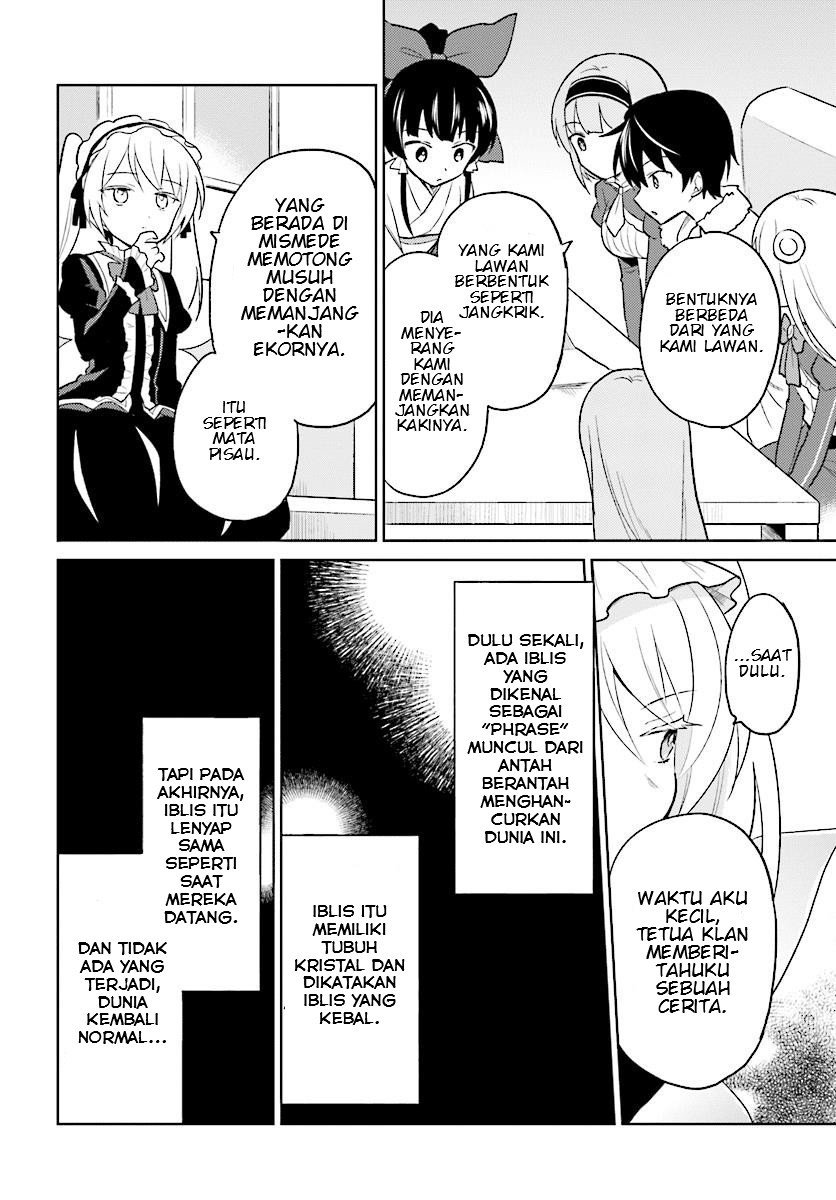 BENTUKNYA
BERBEDA
DARI YANG
KAMI LAWAN.
YANG KAMI
LAWAN
BERBENTUK
SEPERTI
JANGKRIK.
DIA
MENYE-
RANG
KAMI
DENGAN
MEMAN-
JANGKAN
KAKINYA.
YANG
BERADA DI
MISMEDE
MEMOTONG
MUSUH
DENGAN
MEMANJANG
-KAN
EKORNYA.
ITU
SEPERTI
MATA
PISAU.
...SAAT
DULU.
WAKTU AKU
KECIL,
TETUA KLAN
MEMBERI-
TAHUKU
SEBUAH
CERITA.
DULU SEKALI,
ADA IBLIS
YANG
DIKENAL
SEBAGAI
"PHRASE"
MUNCUL DARI
ANTAH
BERANTAH
MENGHAN-
CURKAN
DUNIA INI.
IBLIS ITU
MEMILIKI
TUBUH
KRISTAL DAN
DIKATAKAN
IBLIS YANG
KEBAL.
TAPI PADA
AKHIRNYA,
IBLIS ITU
LENYAP
SAMA
SEPERTI
SAAT
MEREKA
DATANG.
DAN TIDAK
ADA YANG
TERJADI,
DUNIA
KEMBALI
NORMAL...